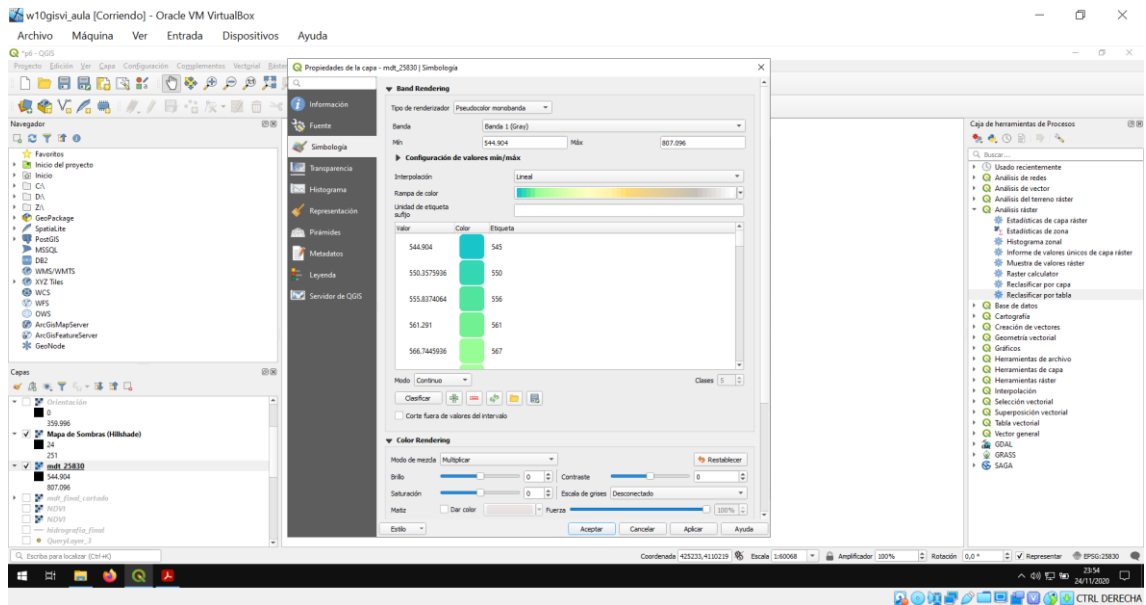 w10gisvi_aula [Corriendo] - Oracle VM VirtualBox
Archivo Máquina Ver Entrada Dispositivos Ayuda
*p6 - QGIS
Proyecto Edición Ver Capa Configuración Complementos Vectorial Ráster
Navegador
Favoritos
Inicio del proyecto
Inicio
C:\
D:\
Z:\
GeoPackage
SpatiaLite
PostGIS
MSSQL
DB2
WMS/WMTS
XYZ Tiles
WCS
WFS
OWS
ArcGisMapServer
ArcGisFeatureServer
GeoNode
Capas
Orientación
0
359.996
Mapa de Sombras (Hillshade)
24
251
mdt_25830
544.904
807.096
mdt_final_cortado
NDVI
NDVI
hidrografia_final
QueryLayer_3
Propiedades de la capa - mdt_25830 | Simbología
Información
Fuente
Simbología
Transparencia
Histograma
Representación
Pirámides
Metadatos
Leyenda
Servidor de QGIS
Band Rendering
Tipo de renderizador Pseudocolor monobanda
Banda Banda 1 (Gray)
Mín 544.904 Máx 807.096
Configuración de valores mín/máx
Interpolación Lineal
Rampa de color
Unidad de etiqueta
sufijo
Valor Color Etiqueta
544.904 545
550.3575936 550
555.8374064 556
561.291 561
566.7445936 567
Modo Continuo Clases 5
Clasificar
Corte fuera de valores del intervalo
Color Rendering
Modo de mezcla Multiplicar Restablecer
Brillo 0 Contraste 0
Saturación 0 Escala de grises Desconectado
Matiz Dar color Fuerza 100%
Estilo Aceptar Cancelar Aplicar Ayuda
Caja de herramientas de Procesos
Buscar...
Usado recientemente
Análisis de redes
Análisis de vector
Análisis del terreno ráster
Análisis ráster
Estadísticas de capa ráster
Estadísticas de zona
Histograma zonal
Informe de valores únicos de capa ráster
Muestra de valores ráster
Raster calculator
Reclasificar por capa
Reclasificar por tabla
Base de datos
Cartografía
Creación de vectores
Geometría vectorial
Gráficos
Herramientas de archivo
Herramientas de capa
Herramientas ráster
Interpolación
Selección vectorial
Superposición vectorial
Tabla vectorial
Vector general
GDAL
GRASS
SAGA
Escriba para localizar (Ctrl+K) Coordenada 425233,4110219 Escala 1:60068 Amplificador 100% Rotación 0,0 ° Representar EPSG:25830
23:54
24/11/2020
CTRL DERECHA